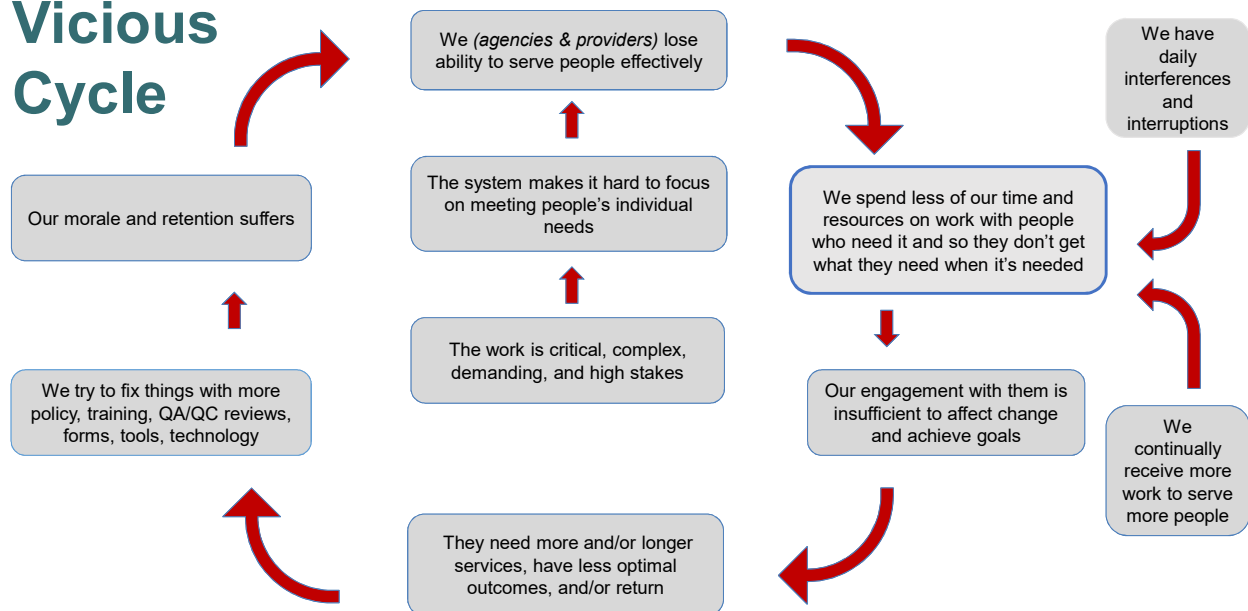 Vicious
Cycle
We (agencies & providers) lose
ability to serve people effectively
We have
daily
interferences
and
interruptions
Our morale and retention suffers
The system makes it hard to focus
on meeting people’s individual
needs
We spend less of our time and
resources on work with people
who need it and so they don’t get
what they need when it’s needed
The work is critical, complex,
demanding, and high stakes
We try to fix things with more
policy, training, QA/QC reviews,
forms, tools, technology
Our engagement with them is
insufficient to affect change
and achieve goals
We
continually
receive more
work to serve
more people
They need more and/or longer
services, have less optimal
outcomes, and/or return